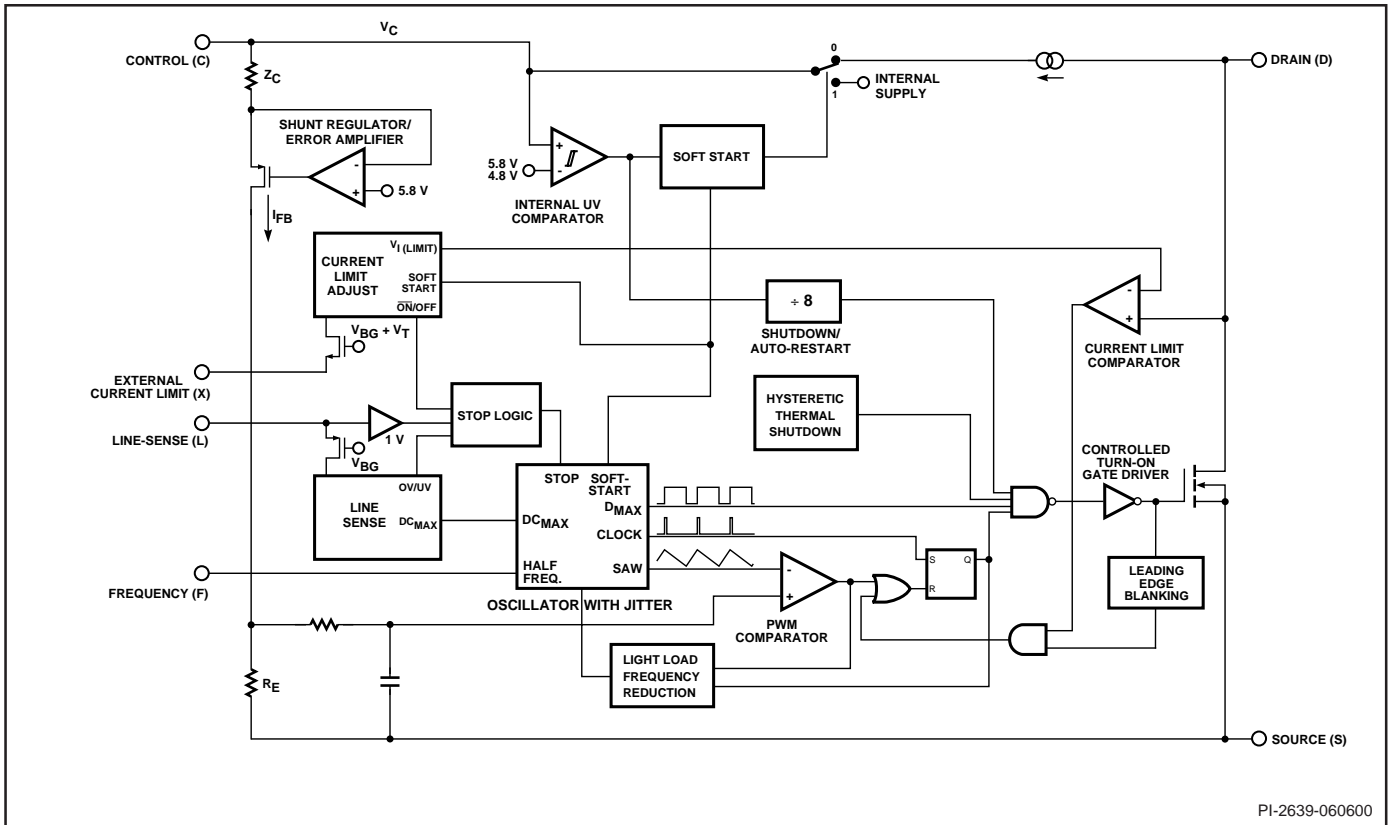 VC
CONTROL (C)
ZC
SHUNT REGULATOR/
ERROR AMPLIFIER
-
+
5.8 V
IFB
0
1
INTERNAL
SUPPLY
DRAIN (D)
+
-
5.8 V
4.8 V
INTERNAL UV
COMPARATOR
SOFT START
CURRENT
LIMIT
ADJUST
VI (LIMIT)
SOFT
START
ON/OFF
VBG + VT
÷ 8
SHUTDOWN/
AUTO-RESTART
-
+
CURRENT LIMIT
COMPARATOR
EXTERNAL
CURRENT LIMIT (X)
LINE-SENSE (L)
1 V
VBG
STOP LOGIC
HYSTERETIC
THERMAL
SHUTDOWN
CONTROLLED
TURN-ON
GATE DRIVER
OV/UV
LINE
SENSE
DCMAX
STOP
SOFT-
START
DMAX
DCMAX
CLOCK
HALF
FREQ.
SAW
OSCILLATOR WITH JITTER
FREQUENCY (F)
-
+
PWM
COMPARATOR
S
Q
R
LEADING
EDGE
BLANKING
LIGHT LOAD
FREQUENCY
REDUCTION
RE
SOURCE (S)
PI-2639-060600